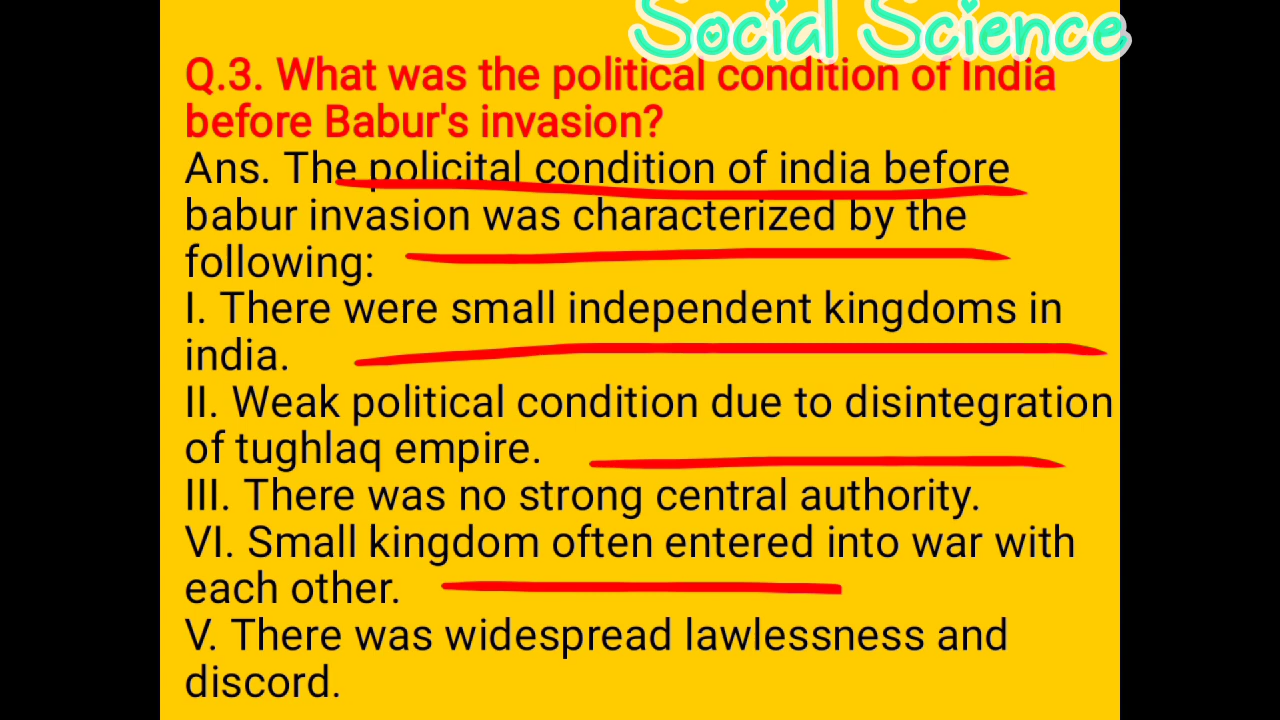 Social Science
Q.3. What was the political condition of India
before Babur's invasion?
Ans. The policital condition of india before
babur invasion was characterized by the
following:
I. There were small independent kingdoms in
india.
II. Weak political condition due to disintegration
of tughlaq empire.
III. There was no strong central authority.
VI. Small kingdom often entered into war with
each other.
V. There was widespread lawlessness and
discord.